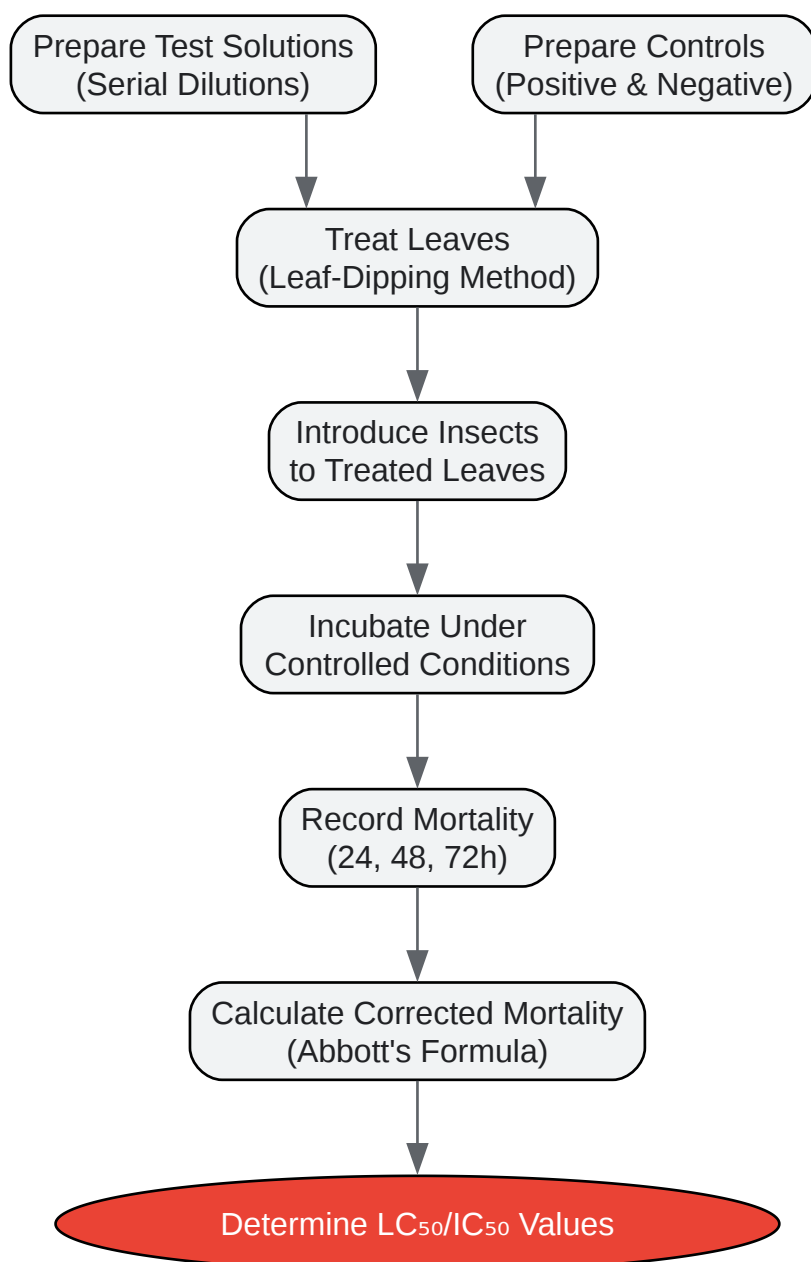 Prepare Test Solutions
(Serial Dilutions)
Prepare Controls
(Positive & Negative)
Treat Leaves
(Leaf-Dipping Method)
Introduce Insects
to Treated Leaves
Incubate Under
Controlled Conditions
Record Mortality
(24, 48, 72h)
Calculate Corrected Mortality
(Abbott's Formula)
Determine LC₅₀/IC₅₀ Values